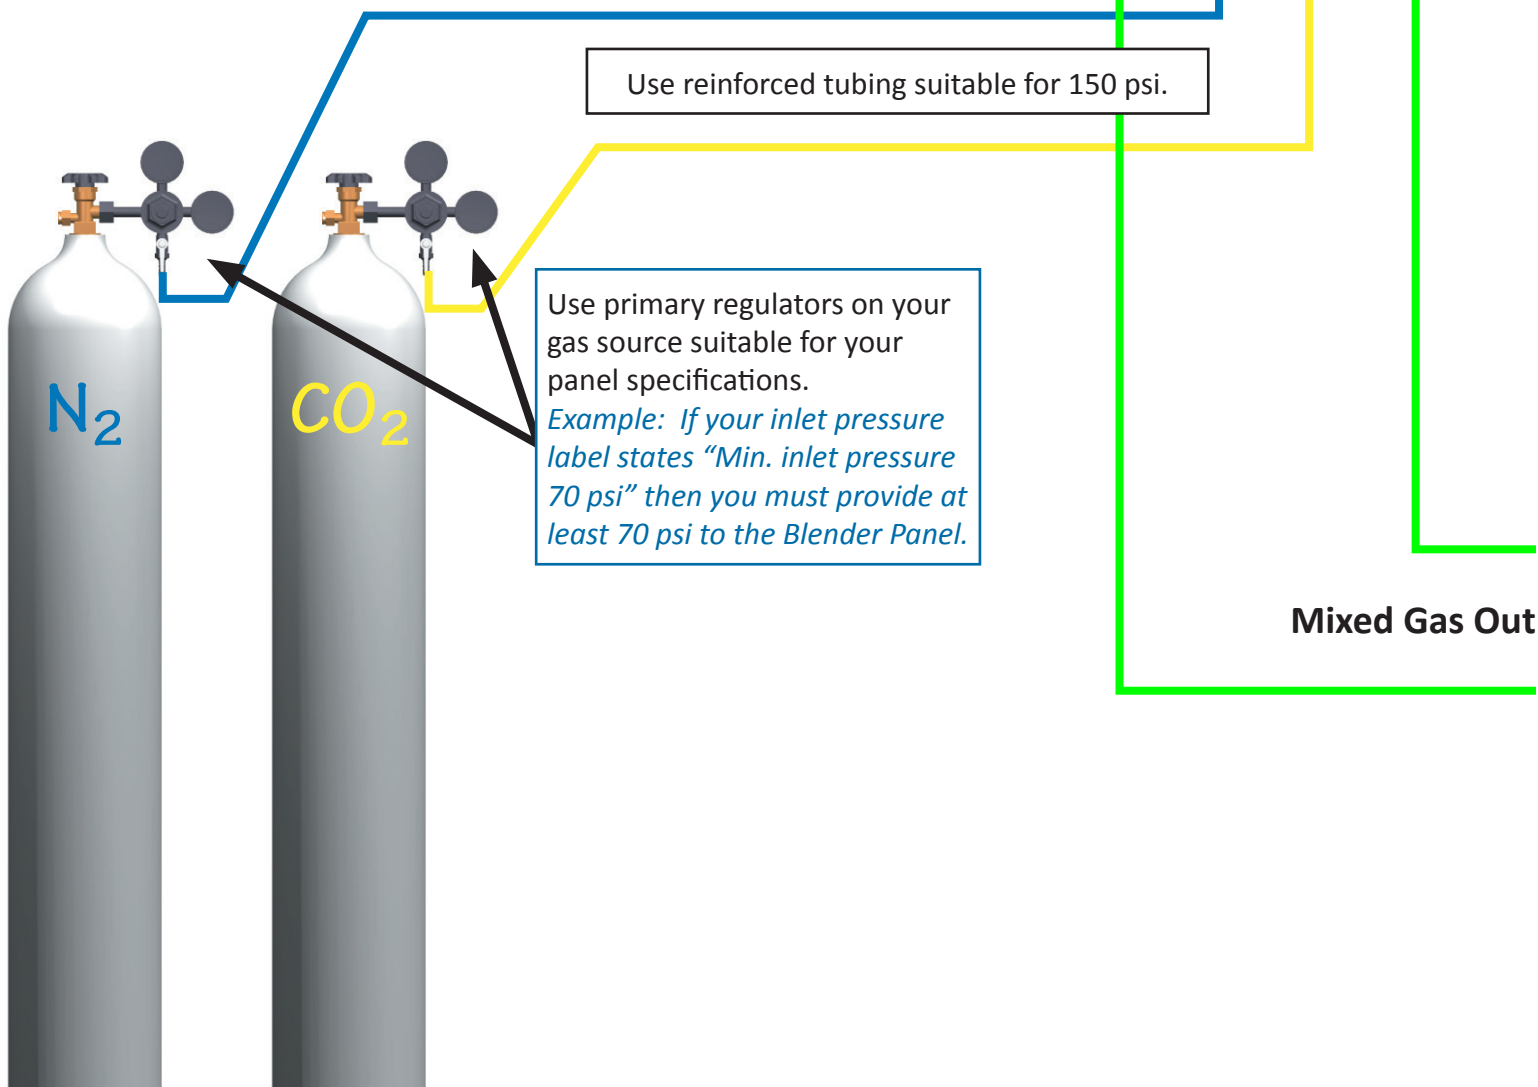 Use reinforced tubing suitable for 150 psi.
Use primary regulators on your
gas source suitable for your
panel specifications.
Example:  If your inlet pressure
label states “Min. inlet pressure
70 psi” then you must provide at
least 70 psi to the Blender Panel.
N₂
CO₂
Mixed Gas Out